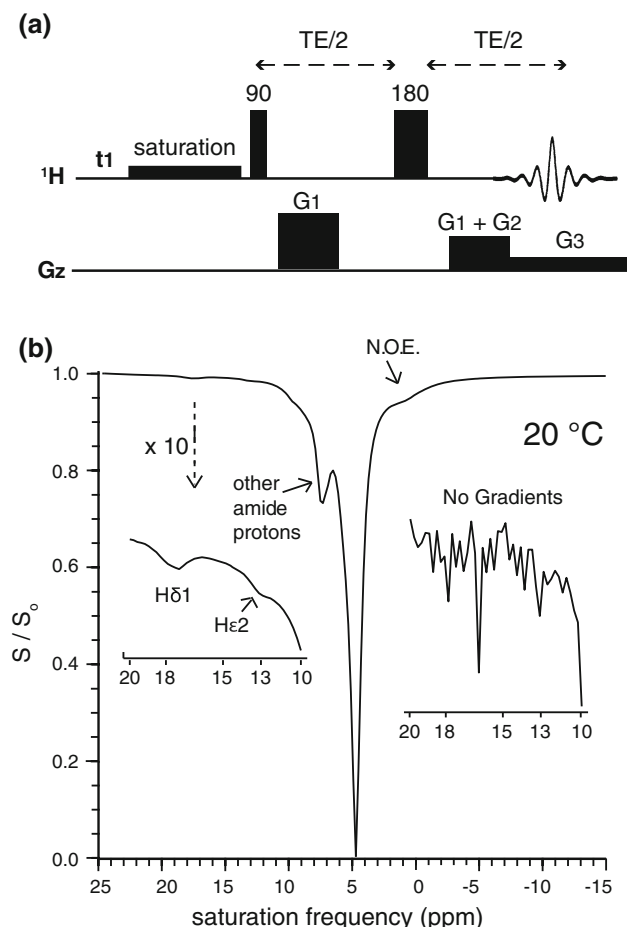 (a)
TE/2 TE/2
90 180
t1 saturation
¹H
G1 G1 + G2 G3
Gz
(b)
N.O.E.
1.0
20 °C
x 10
0.8
other
amide
protons
No Gradients
0.6
Hδ1
Hε2
S / Sₒ
20 18 15 13 10
20 18 15 13 10
0.4
0.2
0.0
25 20 15 10 5 0 -5 -10 -15
saturation frequency (ppm)